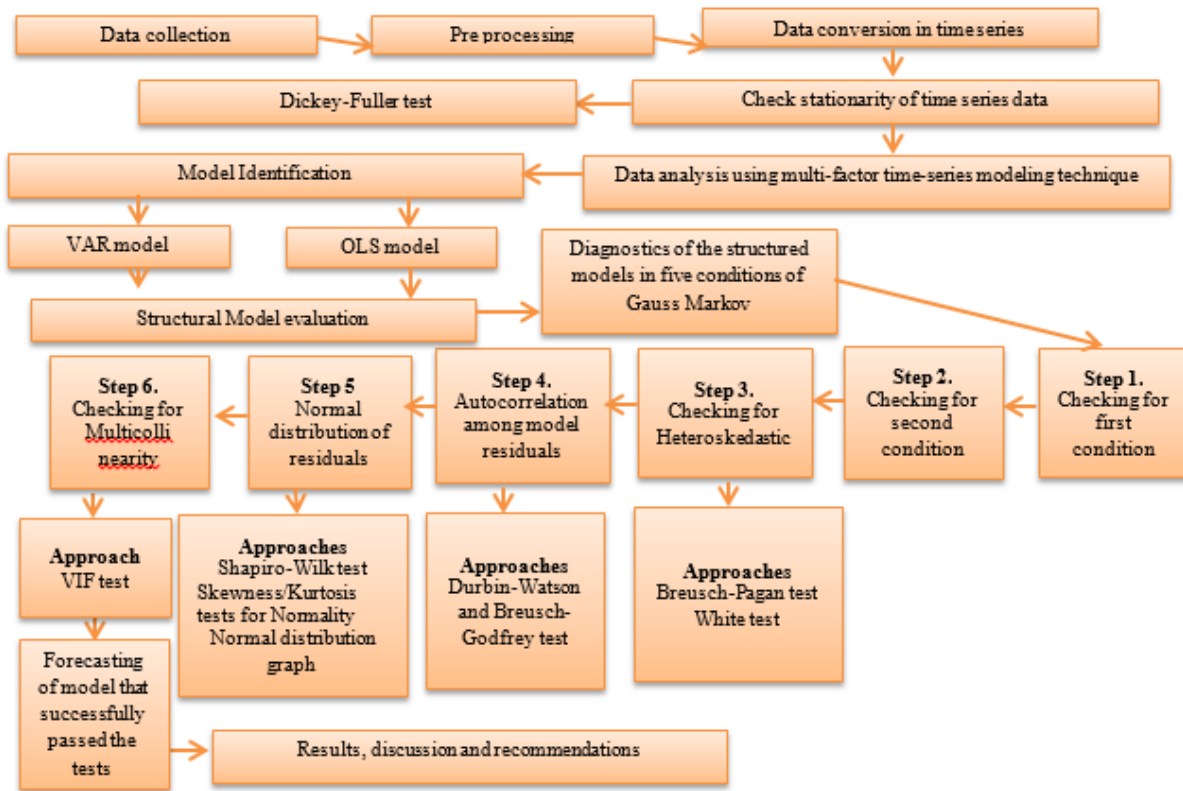 Data collection
Pre processing
Data conversion in time series
Dickey-Fuller test
Check stationarity of time series data
Model Identification
Data analysis using multi-factor time-series modeling technique
VAR model
OLS model
Diagnostics of the structured
models in five conditions of
Gauss Markov
Structural Model evaluation
Step 6.
Checking for
Multicolli
nearity
Step 5
Normal
distribution of
residuals
Step 4.
Autocorrelation
among model
residuals
Step 3.
Checking for
Heteroskedastic
Step 2.
Checking for
second
condition
Step 1.
Checking for
first
condition
Approach
VIF test
Approaches
Shapiro-Wilk test
Skewness/Kurtosis
tests for Normality
Normal distribution
graph
Approaches
Durbin-Watson
and Breusch-
Godfrey test
Approaches
Breusch-Pagan test
White test
Forecasting
of model that
successfully
passed the
tests
Results, discussion and recommendations